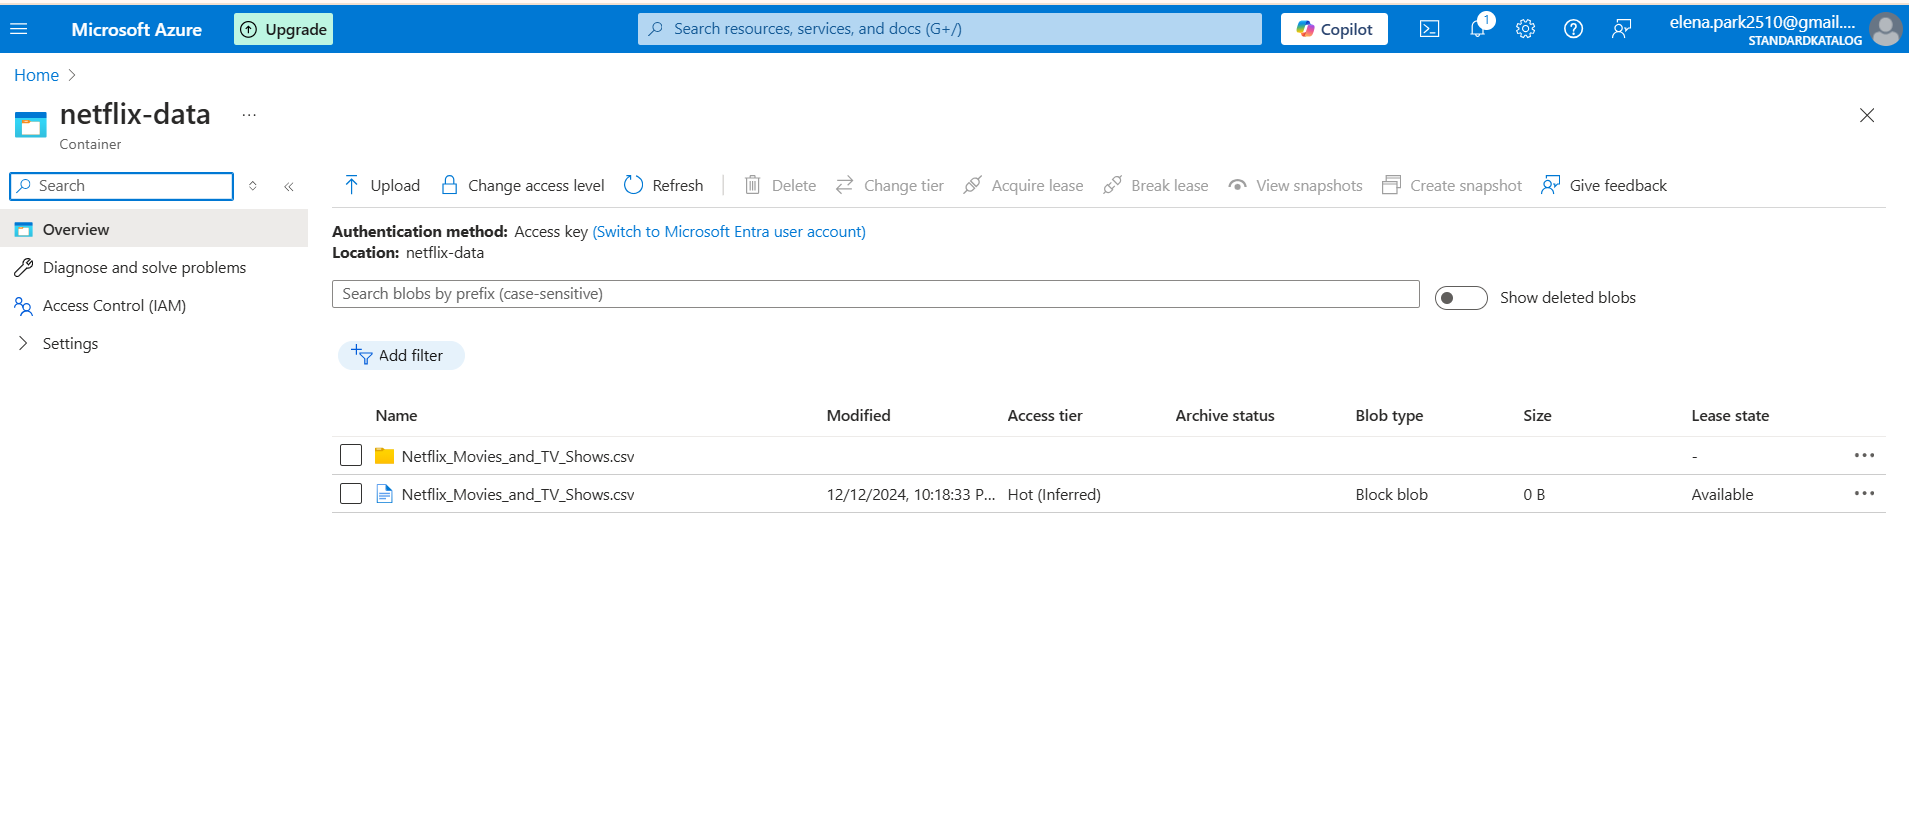 Microsoft Azure
Upgrade
Search resources, services, and docs (G+/)
Copilot
1
elena.park2510@gmail....
STANDARDKATALOG
Home
netflix-data
...
Container
Search
Upload
Change access level
Refresh
Delete
Change tier
Acquire lease
Break lease
View snapshots
Create snapshot
Give feedback
Overview
Diagnose and solve problems
Access Control (IAM)
Settings
Authentication method: Access key (Switch to Microsoft Entra user account)
Location: netflix-data
Search blobs by prefix (case-sensitive)
Show deleted blobs
Add filter
Name Modified Access tier Archive status Blob type Size Lease state
Netflix_Movies_and_TV_Shows.csv -
Netflix_Movies_and_TV_Shows.csv 12/12/2024, 10:18:33 P... Hot (Inferred) Block blob 0 B Available